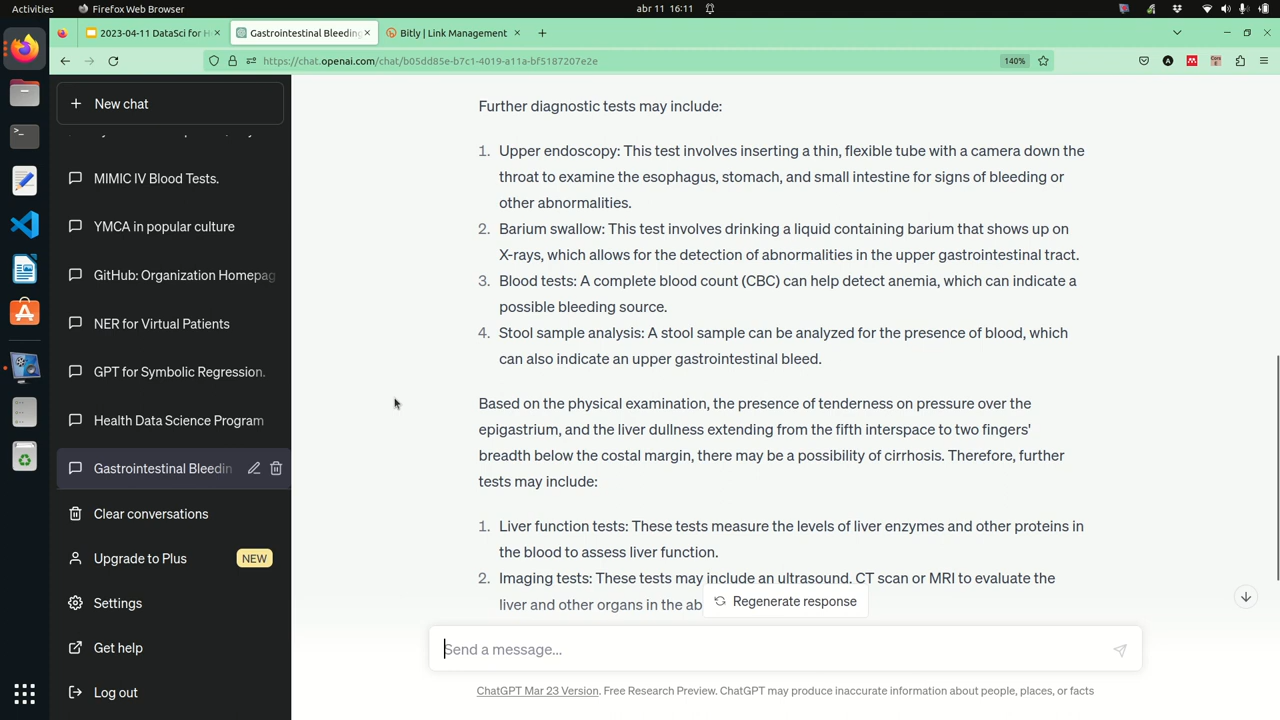 Activities
Firefox Web Browser
abr 11 16:11
2023-04-11 DataSci for H
Gastrointestinal Bleeding
Bitly | Link Management
https://chat.openai.com/chat/b05dd85e-b7c1-4019-a11a-bf5187207e2e
140%
New chat
MIMIC IV Blood Tests.
YMCA in popular culture
GitHub: Organization Homepag
NER for Virtual Patients
GPT for Symbolic Regression.
Health Data Science Program
Gastrointestinal Bleedin
Clear conversations
Upgrade to Plus
NEW
Settings
Get help
Log out
Further diagnostic tests may include:
1. Upper endoscopy: This test involves inserting a thin, flexible tube with a camera down the
throat to examine the esophagus, stomach, and small intestine for signs of bleeding or
other abnormalities.
2. Barium swallow: This test involves drinking a liquid containing barium that shows up on
X-rays, which allows for the detection of abnormalities in the upper gastrointestinal tract.
3. Blood tests: A complete blood count (CBC) can help detect anemia, which can indicate a
possible bleeding source.
4. Stool sample analysis: A stool sample can be analyzed for the presence of blood, which
can also indicate an upper gastrointestinal bleed.
Based on the physical examination, the presence of tenderness on pressure over the
epigastrium, and the liver dullness extending from the fifth interspace to two fingers'
breadth below the costal margin, there may be a possibility of cirrhosis. Therefore, further
tests may include:
1. Liver function tests: These tests measure the levels of liver enzymes and other proteins in
the blood to assess liver function.
2. Imaging tests: These tests may include an ultrasound, CT scan or MRI to evaluate the
liver and other organs in the ab
Regenerate response
Send a message...
ChatGPT Mar 23 Version. Free Research Preview. ChatGPT may produce inaccurate information about people, places, or facts